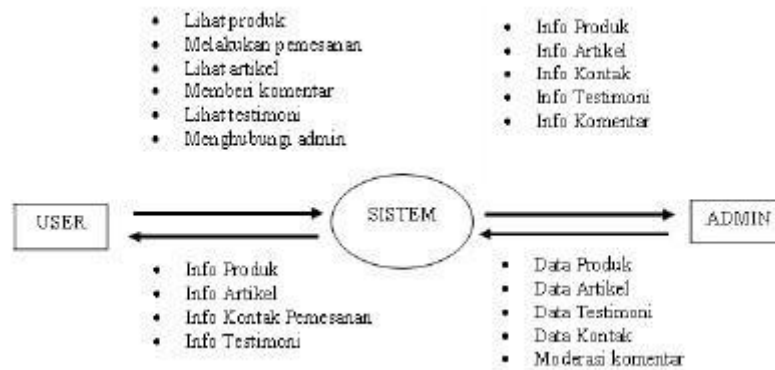 • Lihat produk
• Melakukan pemesanan
• Lihat artikel
• Memberi komentar
• Lihat testimoni
• Menghubungi admin
• Info Produk
• Info Artikel
• Info Kontak
• Info Testimoni
• Info Komentar
USER
SISTEM
ADMIN
• Info Produk
• Info Artikel
• Info Kontak Pemesanan
• Info Testimoni
▪ Data Produk
▪ Data Artikel
▪ Data Testimoni
▪ Data Kontak
▪ Moderasi komentar